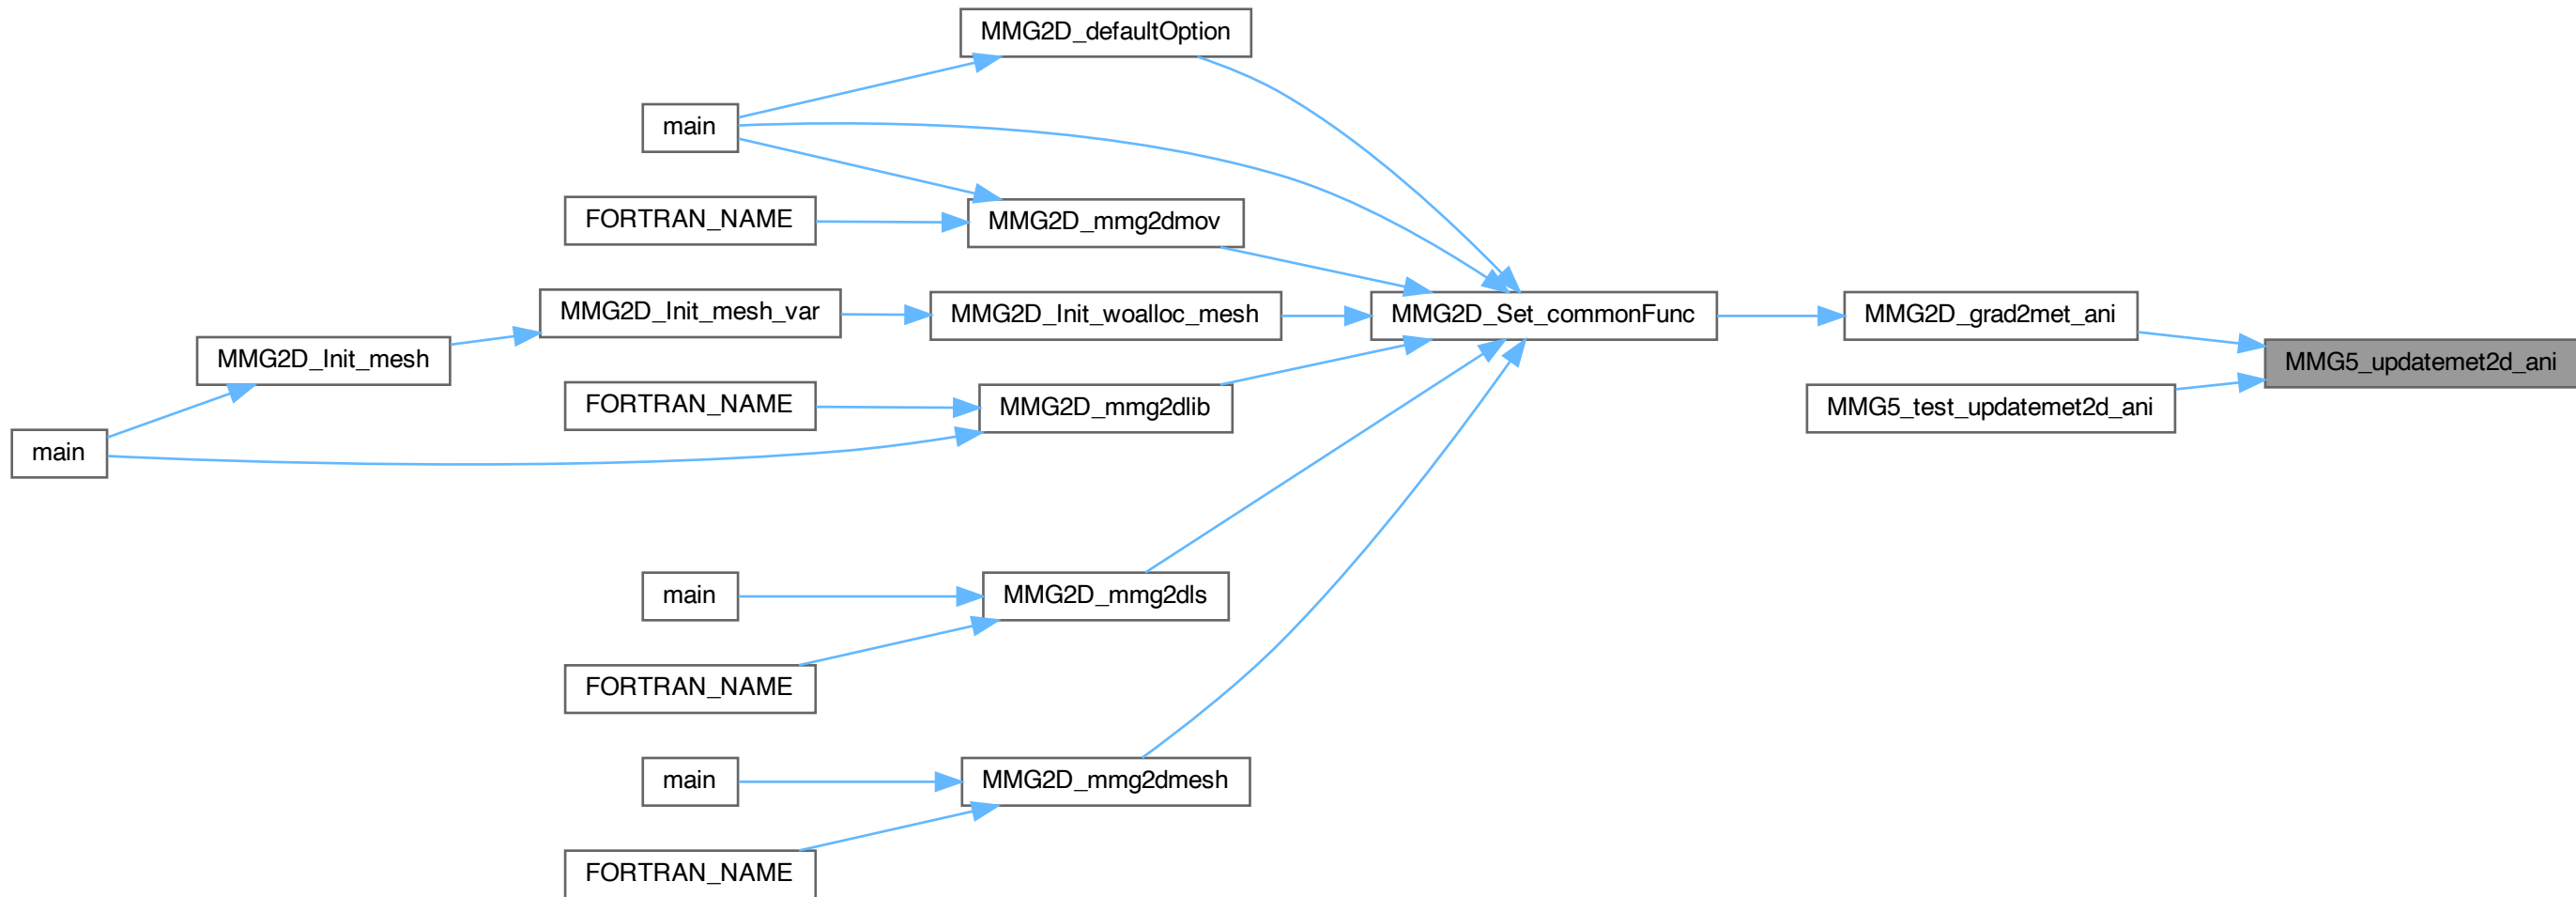 MMG2D_defaultOption
main
MMG2D_mmg2dmov
FORTRAN_NAME
MMG2D_Init_mesh_var
MMG2D_Init_woalloc_mesh
MMG2D_Set_commonFunc
MMG2D_grad2met_ani
MMG2D_Init_mesh
MMG5_updatemet2d_ani
FORTRAN_NAME
MMG2D_mmg2dlib
MMG5_test_updatemet2d_ani
main
main
MMG2D_mmg2dls
FORTRAN_NAME
main
MMG2D_mmg2dmesh
FORTRAN_NAME